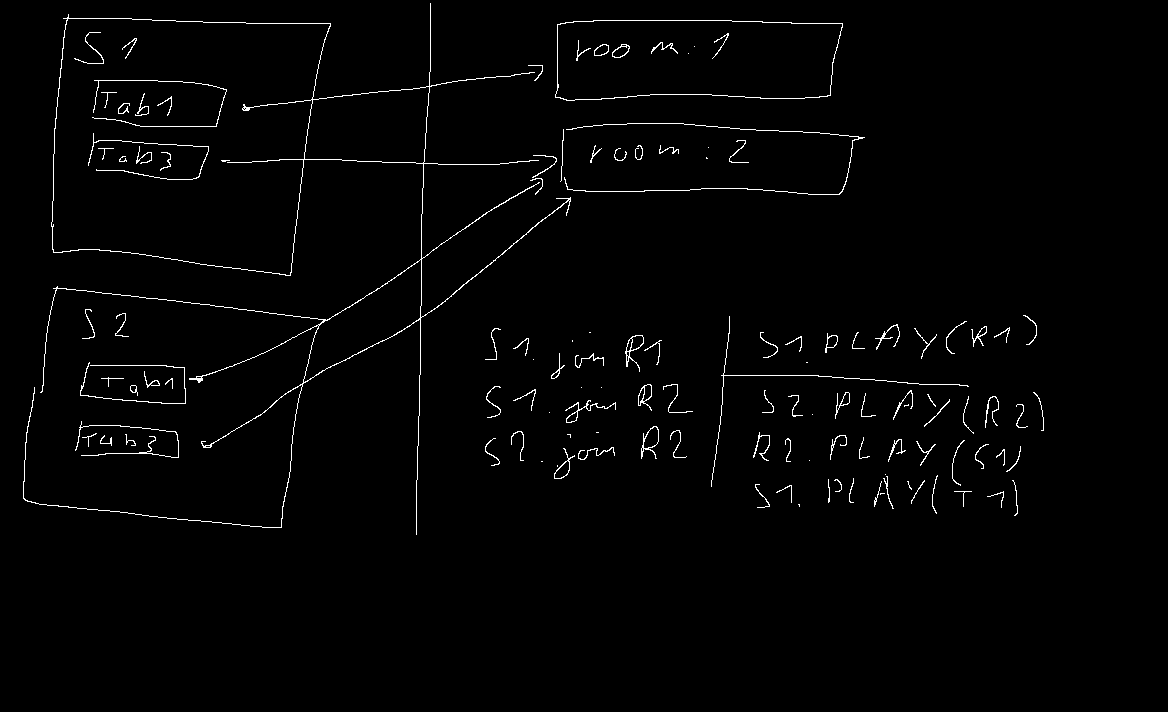 S1
Tab1
Tab3
room: 1
room: 2
S2
Tab1
Tab3
S1. join R1
S1. join R2
S2. join R2
S1. PLAY(R1)
S2. PLAY(R2)
R2. PLAY(S1)
S1. PLAY(T1)